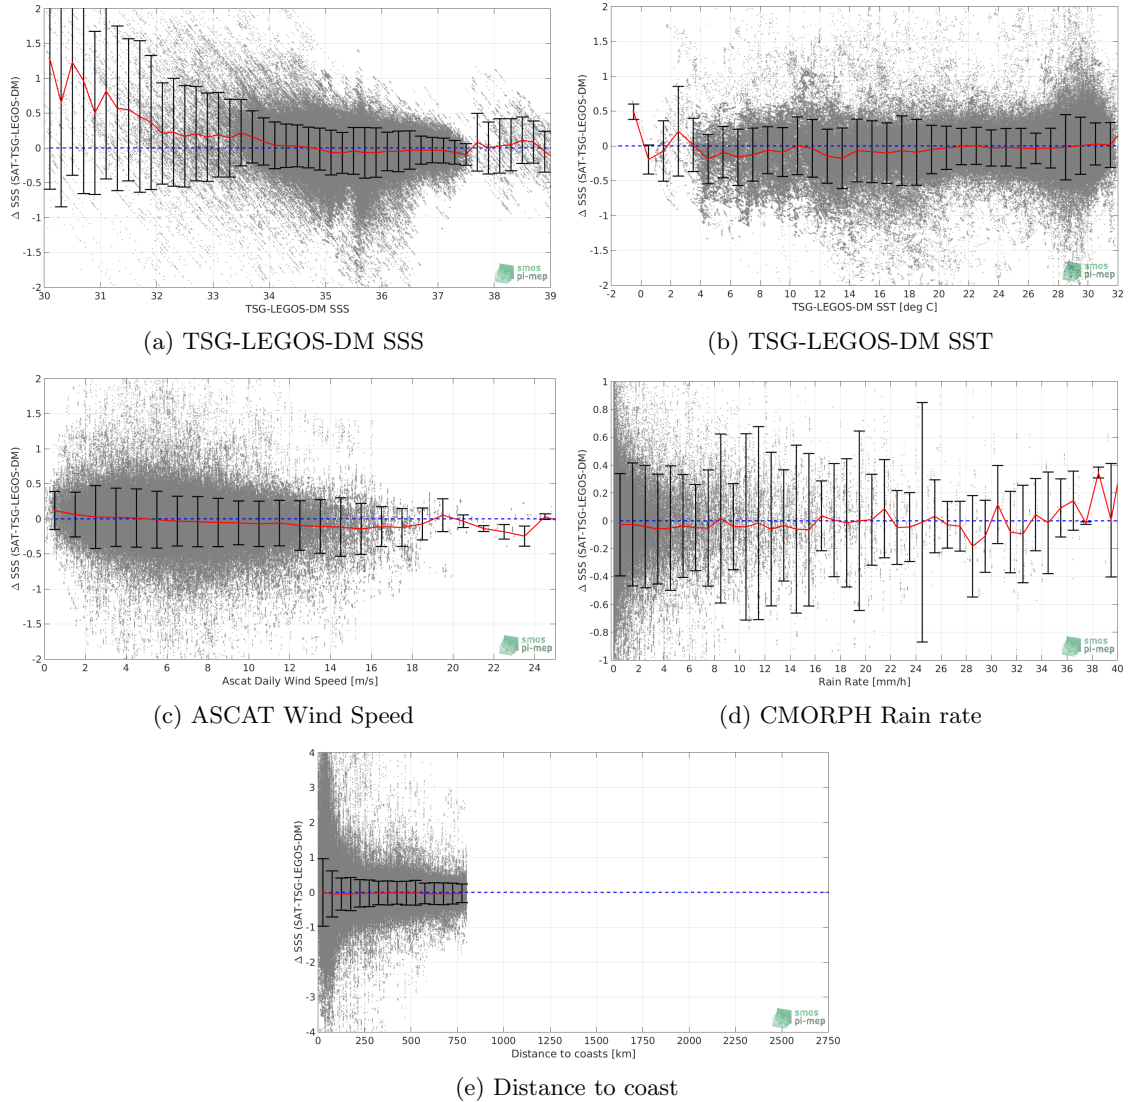 2
1.5
1
0.5
0
-0.5
-1
-1.5
-2
Δ SSS (SAT-TSG-LEGOS-DM)
30 31 32 33 34 35 36 37 38 39
TSG-LEGOS-DM SSS
smos
pi-mep
(a) TSG-LEGOS-DM SSS
2
1.5
1
0.5
0
-0.5
-1
-1.5
-2
Δ SSS (SAT-TSG-LEGOS-DM)
-2 0 2 4 6 8 10 12 14 16 18 20 22 24 26 28 30 32
TSG-LEGOS-DM SST [deg C]
smos
pi-mep
(b) TSG-LEGOS-DM SST
2
1.5
1
0.5
0
-0.5
-1
-1.5
-2
Δ SSS (SAT-TSG-LEGOS-DM)
0 2 4 6 8 10 12 14 16 18 20 22 24
Ascat Daily Wind Speed [m/s]
smos
pi-mep
(c) ASCAT Wind Speed
1
0.8
0.6
0.4
0.2
0
-0.2
-0.4
-0.6
-0.8
-1
Δ SSS (SAT-TSG-LEGOS-DM)
0 2 4 6 8 10 12 14 16 18 20 22 24 26 28 30 32 34 36 38 40
Rain Rate [mm/h]
smos
pi-mep
(d) CMORPH Rain rate
4
3
2
1
0
-1
-2
-3
-4
Δ SSS (SAT-TSG-LEGOS-DM)
0 250 500 750 1000 1250 1500 1750 2000 2250 2500 2750
Distance to coasts [km]
smos
pi-mep
(e) Distance to coast